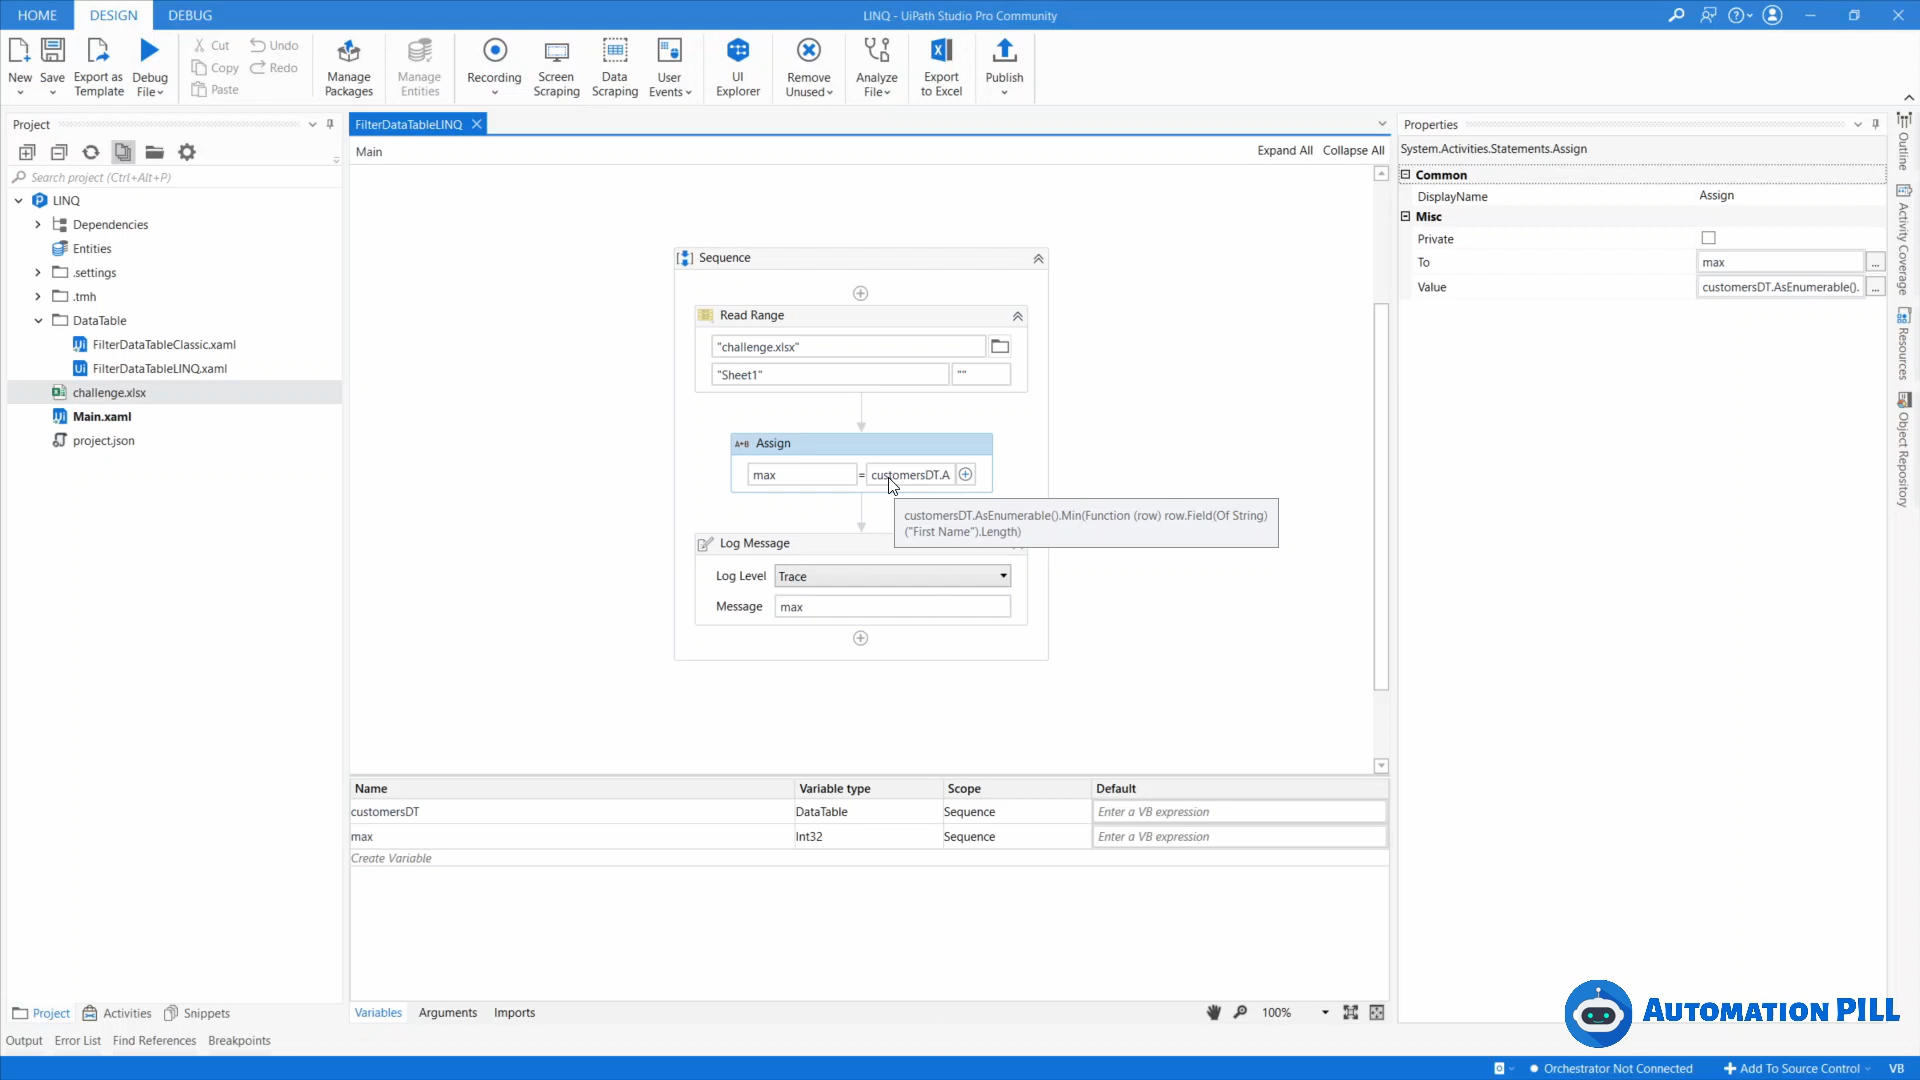 HOME DESIGN DEBUG LINQ - UiPath Studio Pro Community
New Save Export as Template Debug File Cut Copy Paste Undo Redo Manage Packages Manage Entities Recording Screen Scraping Data Scraping User Events UI Explorer Remove Unused Analyze File Export to Excel Publish
Project
Search project (Ctrl+Alt+P)
LINQ
Dependencies
Entities
.settings
.tmh
DataTable
FilterDataTableClassic.xaml
FilterDataTableLINQ.xaml
challenge.xlsx
Main.xaml
project.json
Project Activities Snippets
FilterDataTableLINQ
Main Expand All Collapse All
Sequence
Read Range
"challenge.xlsx"
"Sheet1" ""
A+B Assign
max = customersDT.A
customersDT.AsEnumerable().Min(Function (row) row.Field(Of String)
("First Name").Length)
Log Message
Log Level Trace
Message max
Name Variable type Scope Default
customersDT DataTable Sequence Enter a VB expression
max Int32 Sequence Enter a VB expression
Create Variable
Variables Arguments Imports 100%
Properties
System.Activities.Statements.Assign
Common
DisplayName Assign
Misc
Private
To max ...
Value customersDT.AsEnumerable(). ...
Outline
Activity Coverage
Resources
Object Repository
AUTOMATION PILL
Output Error List Find References Breakpoints
Orchestrator Not Connected Add To Source Control VB